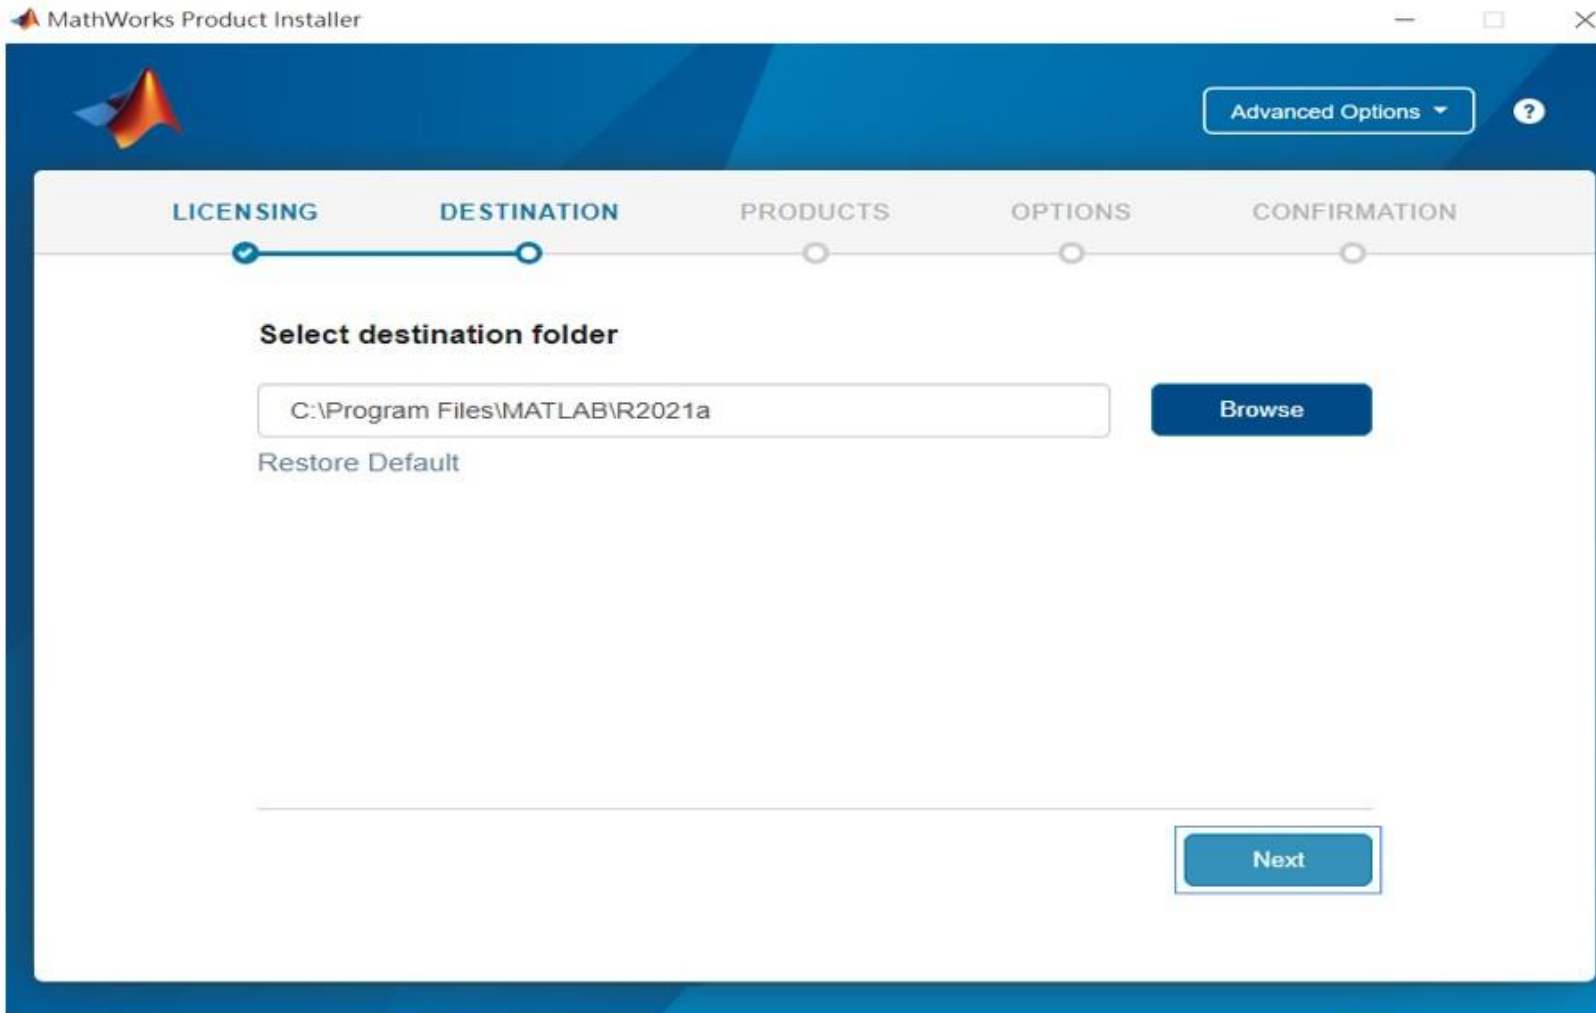 MathWorks Product Installer
Advanced Options
?
LICENSING DESTINATION PRODUCTS OPTIONS CONFIRMATION
Select destination folder
C:\Program Files\MATLAB\R2021a
Browse
Restore Default
Next